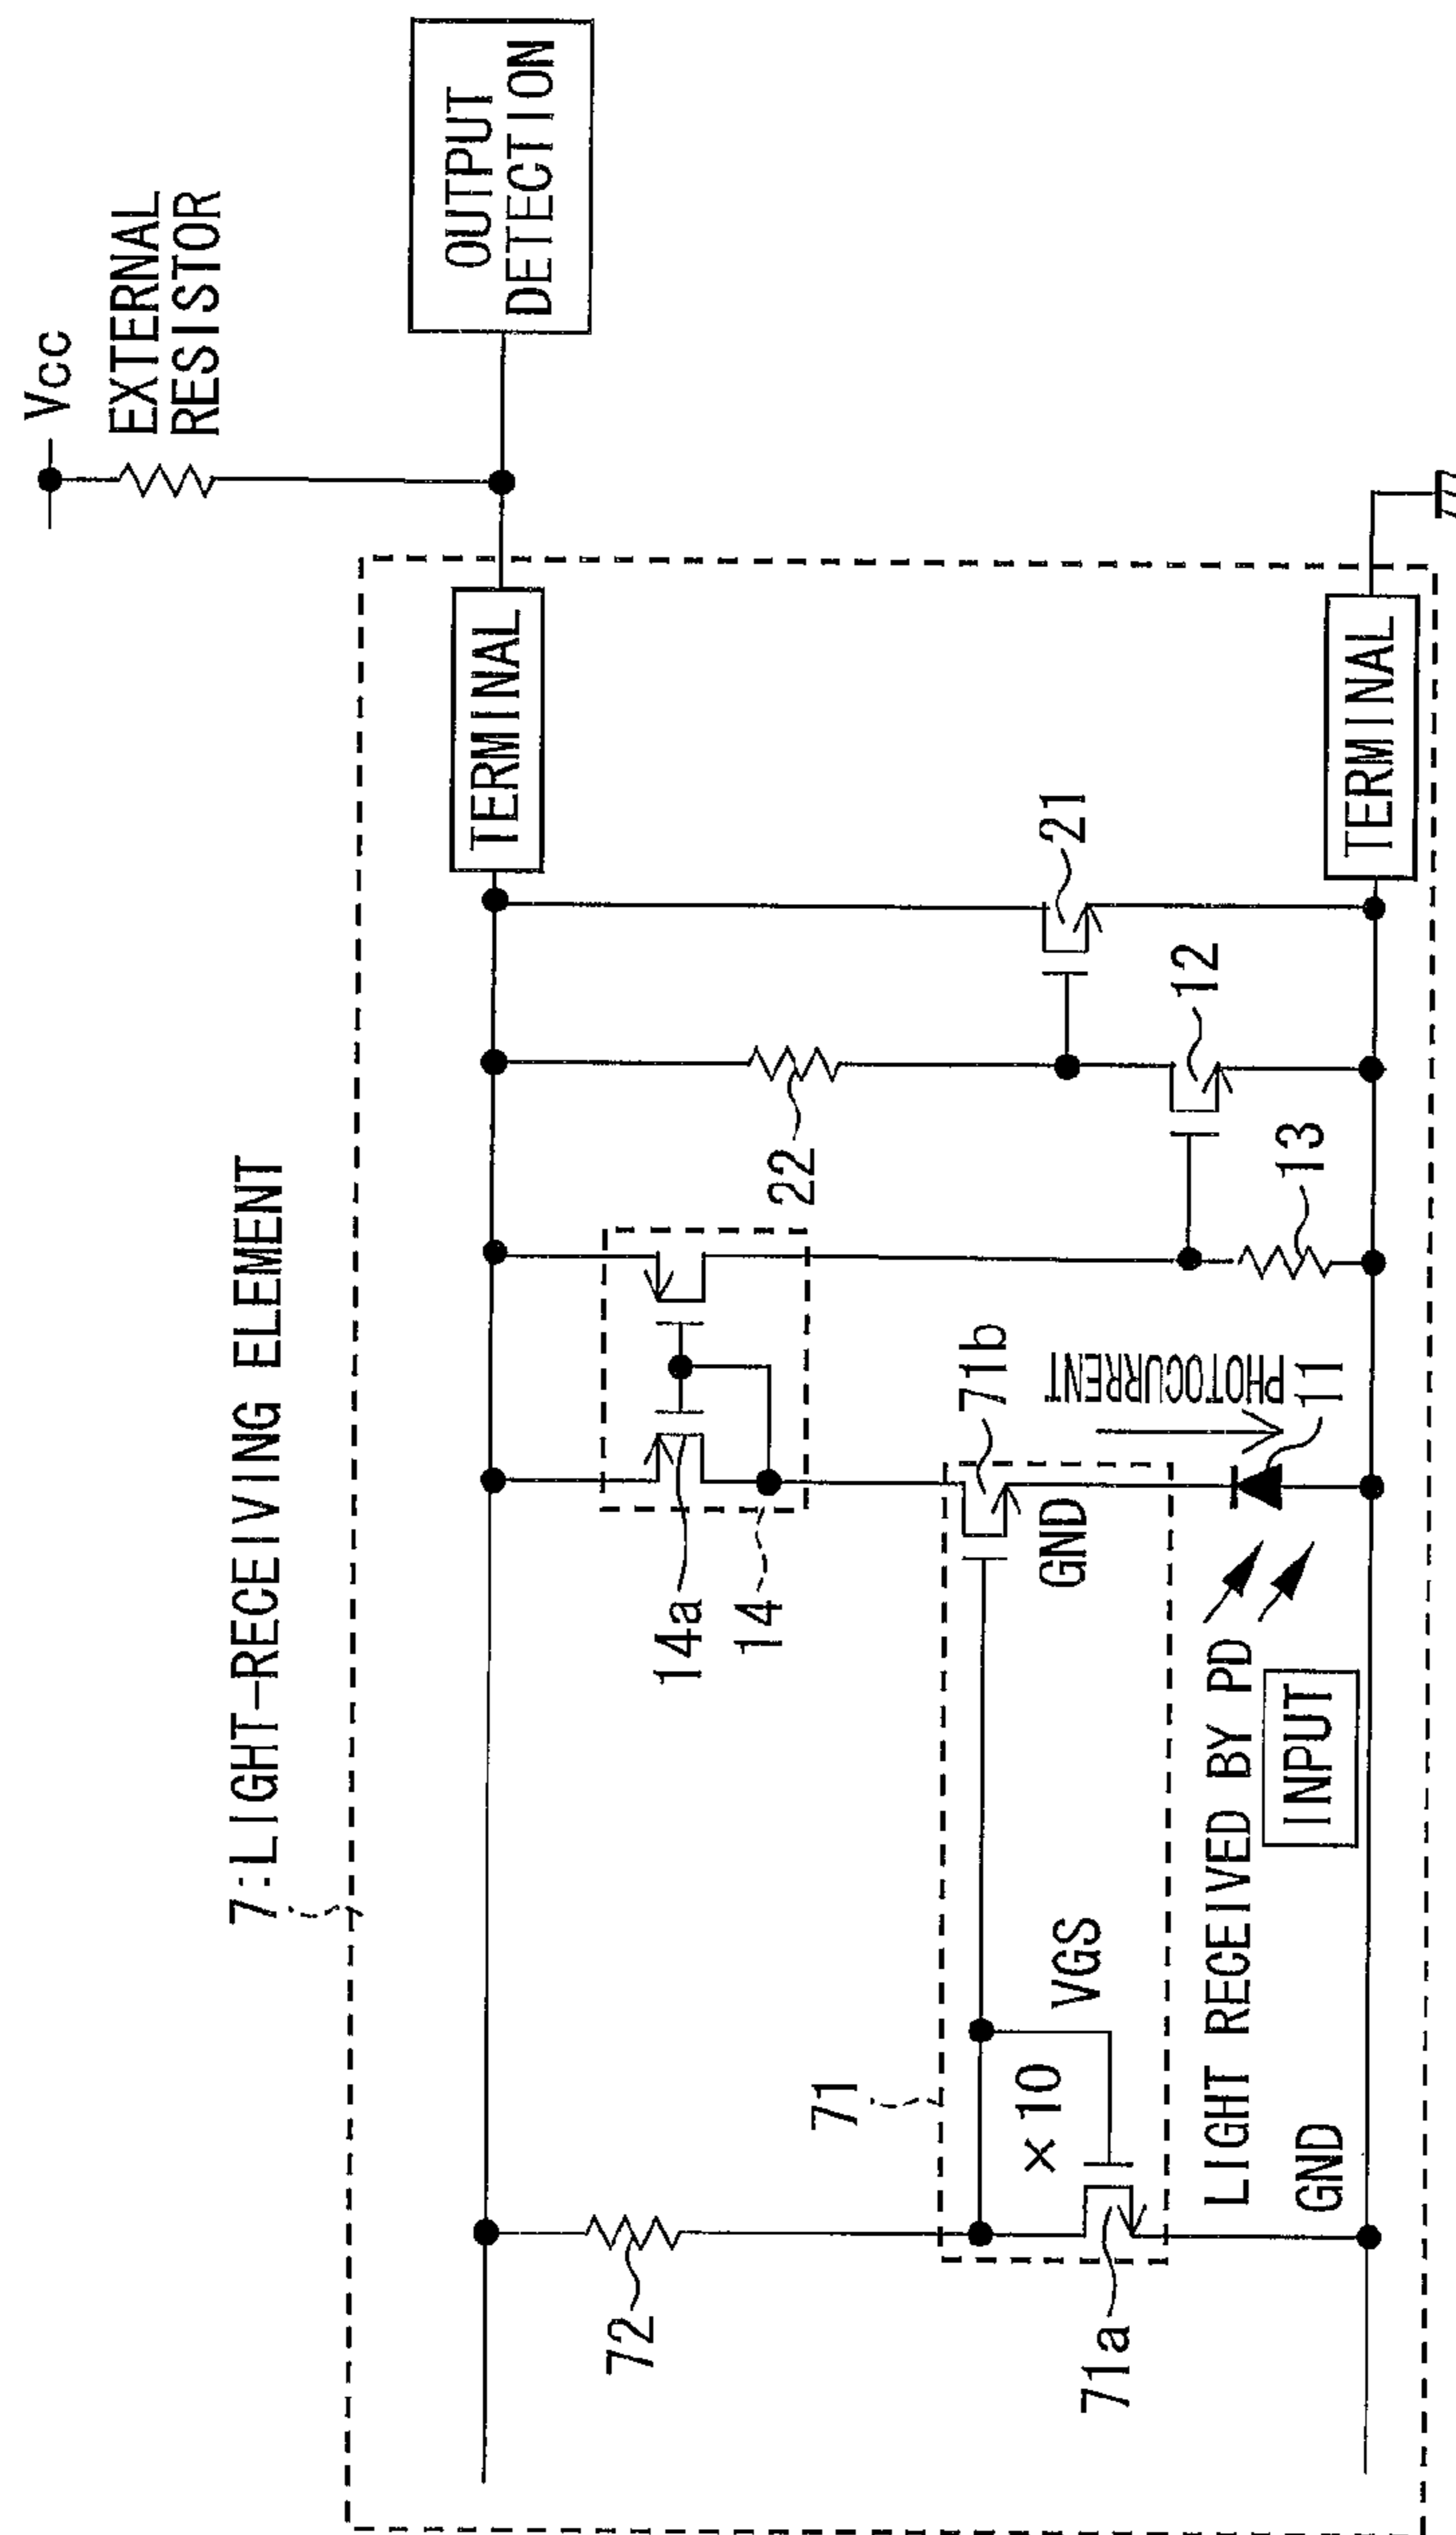 7:LIGHT-RECEIVING ELEMENT
Vcc
EXTERNAL
RESISTOR
OUTPUT
DETECTION
TERMINAL
TERMINAL
72
71
71a
×10
VGS
14a
14
71b
GND
PHOTOCURRENT
11
22
21
12
13
LIGHT RECEIVED BY PD
INPUT
GND